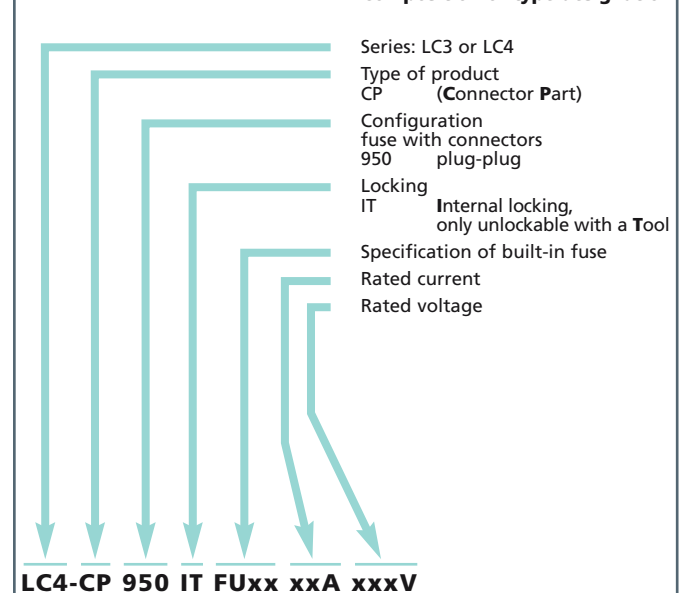 Series: LC3 or LC4
Type of product
CP (Connector Part)
Configuration
fuse with connectors
950 plug-plug
Locking
IT Internal locking,
only unlockable with a Tool
Specification of built-in fuse
Rated current
Rated voltage
LC4-CP 950 IT FUxx xxA xxxV